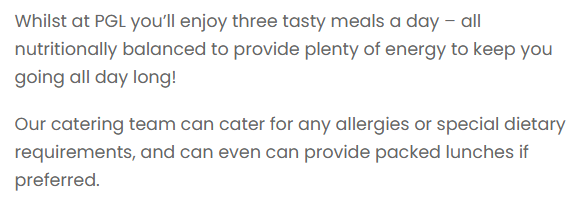 Whilst at PGL you'll enjoy three tasty meals a day – all
nutritionally balanced to provide plenty of energy to keep you
going all day long!
Our catering team can cater for any allergies or special dietary
requirements, and can even can provide packed lunches if
preferred.